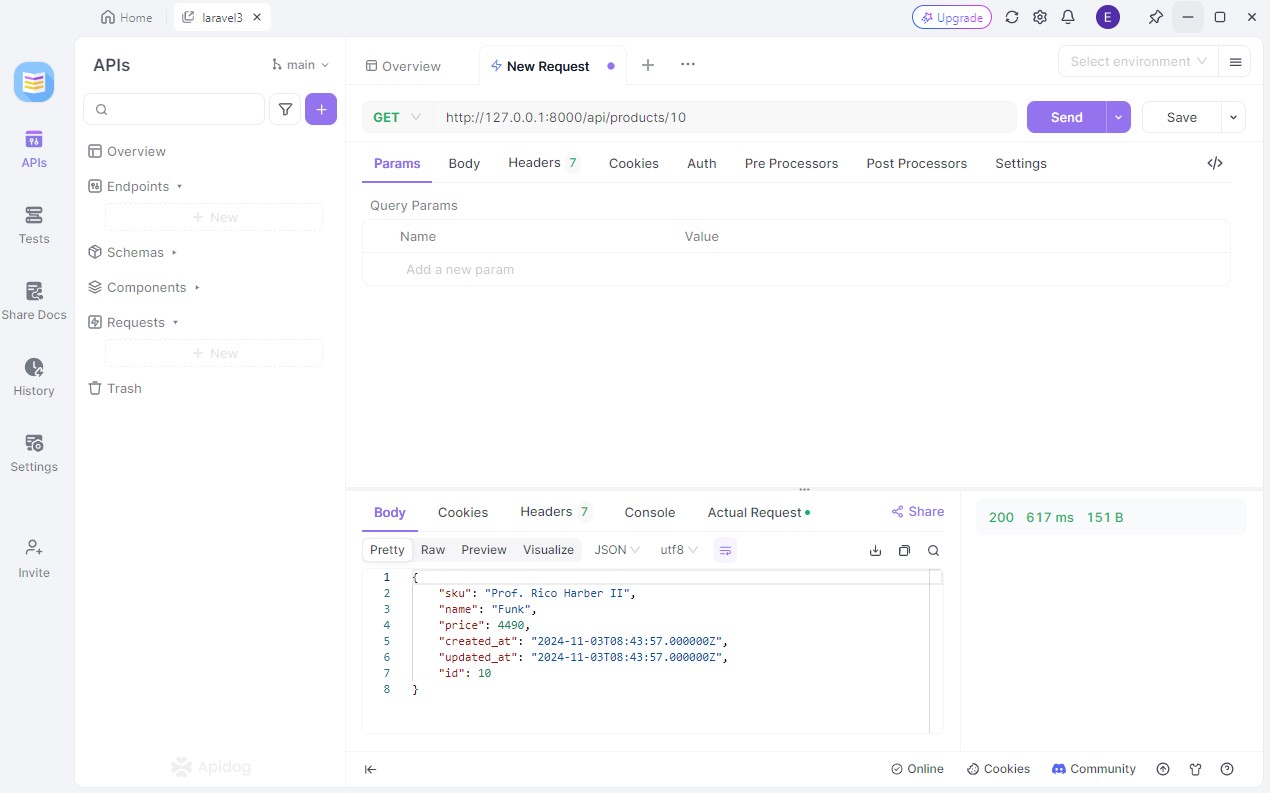 Home
laravel3
Upgrade
E
APIs
main
Overview
New Request
Select environment
APIs
Tests
Share Docs
History
Settings
Invite
Overview
Endpoints
+ New
Schemas
Components
Requests
+ New
Trash
Apidog
GET http://127.0.0.1:8000/api/products/10
Send
Save
Params Body Headers 7 Cookies Auth Pre Processors Post Processors Settings
Query Params
Name Value
Add a new param
Body Cookies Headers 7 Console Actual Request
Share
200 617 ms 151 B
Pretty Raw Preview Visualize JSON utf8
1 {
2 "sku": "Prof. Rico Harber II",
3 "name": "Funk",
4 "price": 4490,
5 "created_at": "2024-11-03T08:43:57.000000Z",
6 "updated_at": "2024-11-03T08:43:57.000000Z",
7 "id": 10
8 }
Online Cookies Community